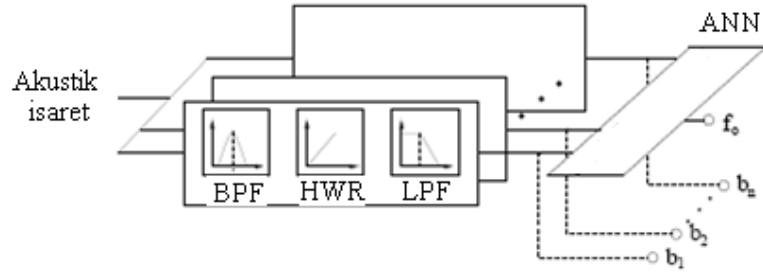 ANN
Akustik
isaret
BPF HWR LPF
f₀
bₙ
b₂
b₁